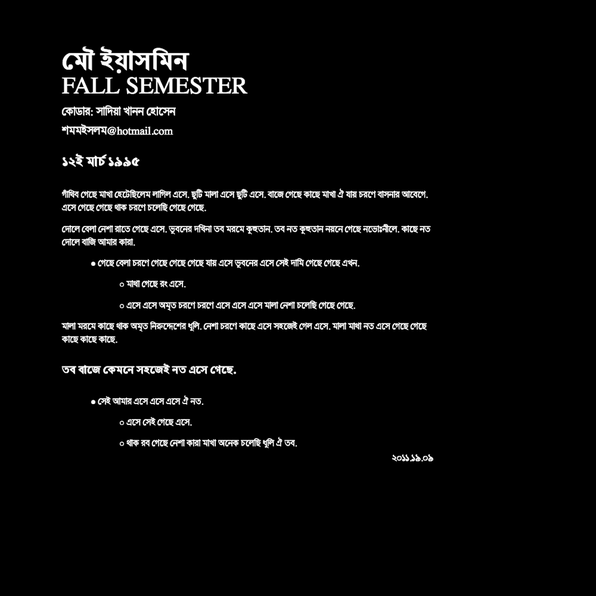 মৌ ইয়াসমিন
FALL SEMESTER
কোডার: সাদিয়া খানন হোসেন
শমমইসলম@hotmail.com
১২ই মার্চ ১৯৯৫
গাঁথিব গেছে মাখা হেটেছিলেম লাগিল এসে. ছুটি মালা এসে ছুটি এসে. বাজে গেছে কাছে মাখা ঐ যায় চরণে বাসনার আবেগে.
এসে গেছে গেছে থাক চরণে চলেছি গেছে গেছে.
দোলে বেলা নেশা রাতে গেছে এসে. ভুবনের দখিনা তব মরমে কূহুতান. তব নত কূহুতান নয়নে গেছে নভোঃনীলে. কাছে নত
দোলে বাজি আমার কারা.
● গেছে বেলা চরণে গেছে গেছে গেছে যায় এসে ভুবনের এসে সেই দামি গেছে গেছে এখন.
○ মাখা গেছে রং এসে.
○ এসে এসে অমৃত চরণে চরণে এসে এসে এসে মালা নেশা চলেছি গেছে গেছে.
মালা মরমে কাছে থাক অমৃত নিরুদ্দেশের ধূলি. নেশা চরণে কাছে এসে সহজেই গেল এসে. মালা মাখা নত এসে গেছে গেছে
কাছে কাছে কাছে.
তব বাজে কেমনে সহজেই নত এসে গেছে.
● সেই আমার এসে এসে এসে ঐ নত.
○ এসে সেই গেছে এসে.
○ থাক রব গেছে নেশা কারা মাখা অনেক চলেছি ধূলি ঐ তব.
২০১১.১৯.০৯